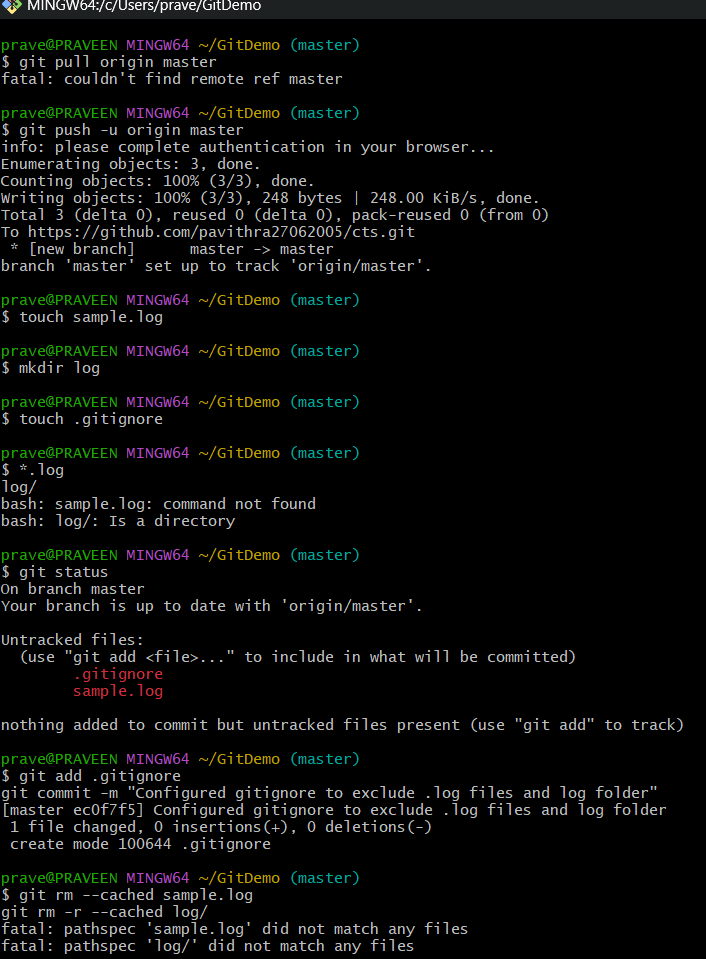 MINGW64:/c/Users/prave/GitDemo
prave@PRAVEEN MINGW64 ~/GitDemo (master)
$ git pull origin master
fatal: couldn't find remote ref master
prave@PRAVEEN MINGW64 ~/GitDemo (master)
$ git push -u origin master
info: please complete authentication in your browser...
Enumerating objects: 3, done.
Counting objects: 100% (3/3), done.
Writing objects: 100% (3/3), 248 bytes | 248.00 KiB/s, done.
Total 3 (delta 0), reused 0 (delta 0), pack-reused 0 (from 0)
To https://github.com/pavithra27062005/cts.git
 * [new branch]      master -> master
branch 'master' set up to track 'origin/master'.
prave@PRAVEEN MINGW64 ~/GitDemo (master)
$ touch sample.log
prave@PRAVEEN MINGW64 ~/GitDemo (master)
$ mkdir log
prave@PRAVEEN MINGW64 ~/GitDemo (master)
$ touch .gitignore
prave@PRAVEEN MINGW64 ~/GitDemo (master)
$ *.log
log/
bash: sample.log: command not found
bash: log/: Is a directory
prave@PRAVEEN MINGW64 ~/GitDemo (master)
$ git status
On branch master
Your branch is up to date with 'origin/master'.
Untracked files:
  (use "git add <file>..." to include in what will be committed)
        .gitignore
        sample.log
nothing added to commit but untracked files present (use "git add" to track)
prave@PRAVEEN MINGW64 ~/GitDemo (master)
$ git add .gitignore
git commit -m "Configured gitignore to exclude .log files and log folder"
[master ec0f7f5] Configured gitignore to exclude .log files and log folder
 1 file changed, 0 insertions(+), 0 deletions(-)
 create mode 100644 .gitignore
prave@PRAVEEN MINGW64 ~/GitDemo (master)
$ git rm --cached sample.log
git rm -r --cached log/
fatal: pathspec 'sample.log' did not match any files
fatal: pathspec 'log/' did not match any files